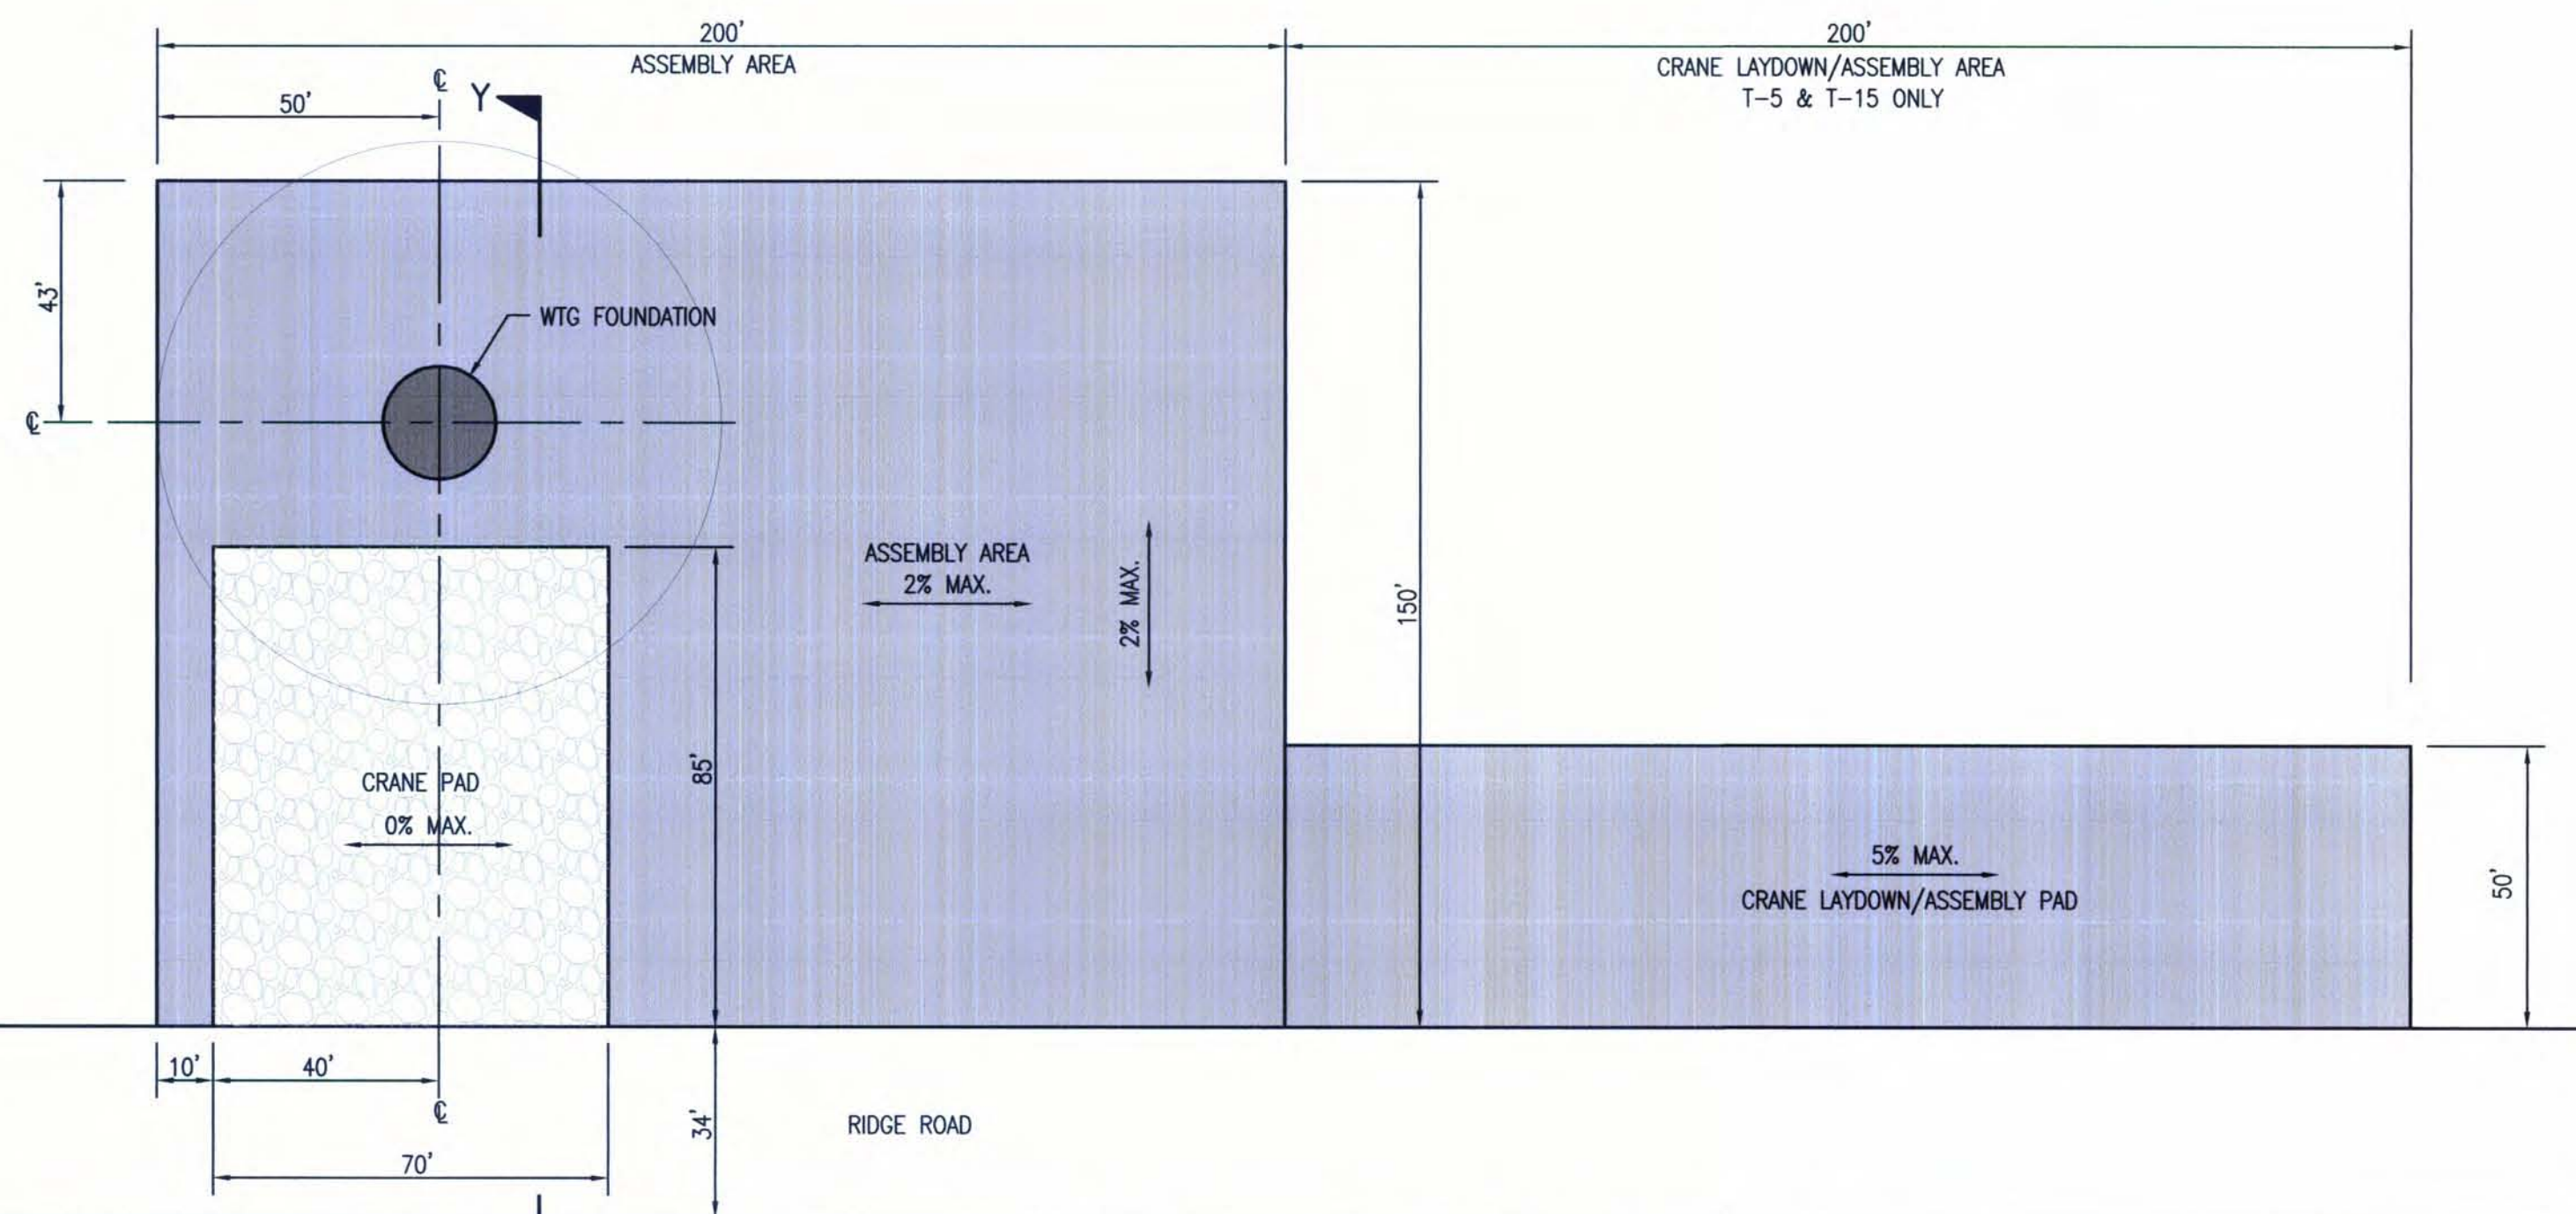 200'
ASSEMBLY AREA
200'
CRANE LAYDOWN/ASSEMBLY AREA
T-5 & T-15 ONLY
℄
Y
50'
43'
WTG FOUNDATION
℄
ASSEMBLY AREA
2% MAX.
2% MAX.
150'
85'
CRANE PAD
0% MAX.
5% MAX.
CRANE LAYDOWN/ASSEMBLY PAD
50'
10'
40'
℄
34'
RIDGE ROAD
70'